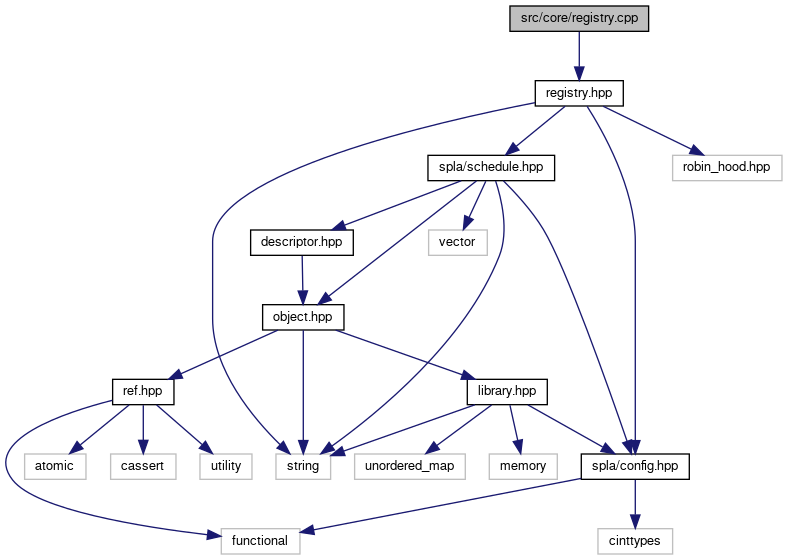 src/core/registry.cpp
registry.hpp
spla/schedule.hpp
robin_hood.hpp
descriptor.hpp
vector
object.hpp
ref.hpp
library.hpp
atomic
cassert
utility
string
unordered_map
memory
spla/config.hpp
functional
cinttypes